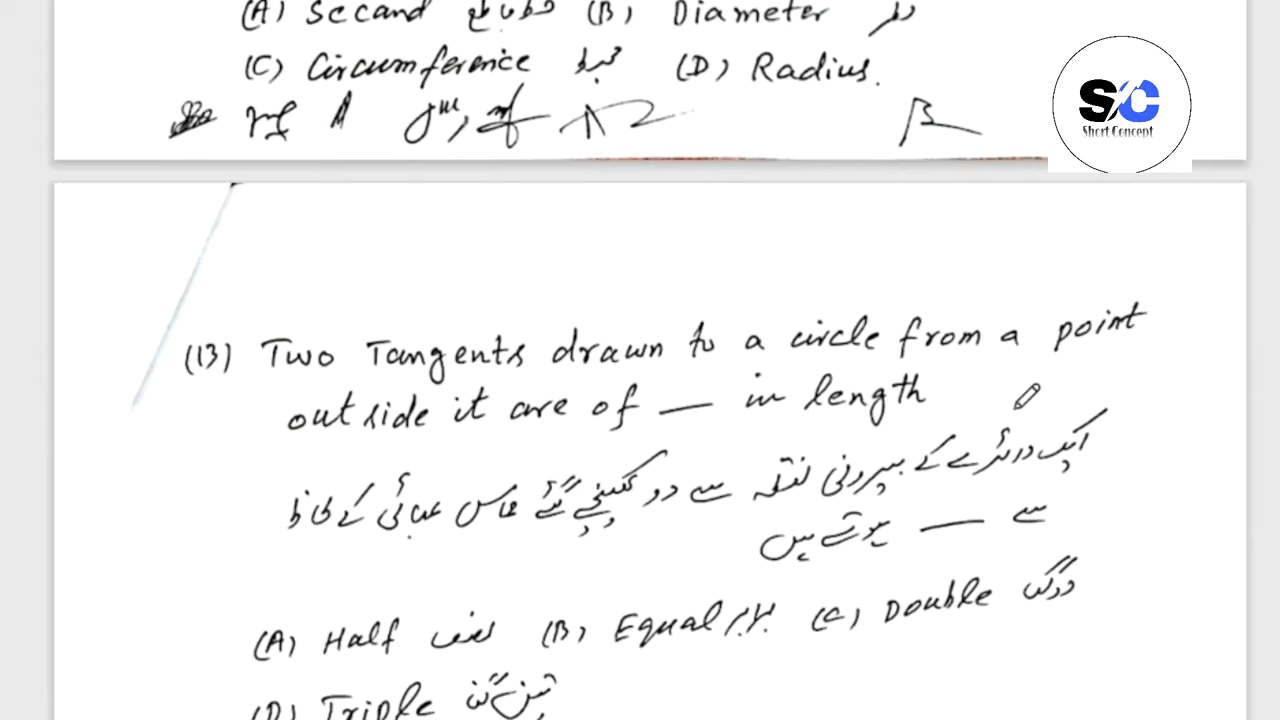 (A) Secand قطع (B) Diameter قطر
(C) Circumference محیط (D) Radius.
SC
Short Concept
(13) Two Tangents drawn to a circle from a point
outside it are of — in length
ایک دائرے کے بیرونی نقطہ سے دو کھینچے گئے مماس لمبائی کے لحاظ
سے — ہوتے ہیں
(A) Half نصف (B) Equal برابر (C) Double دوگنا
(D) Triple تین گنا